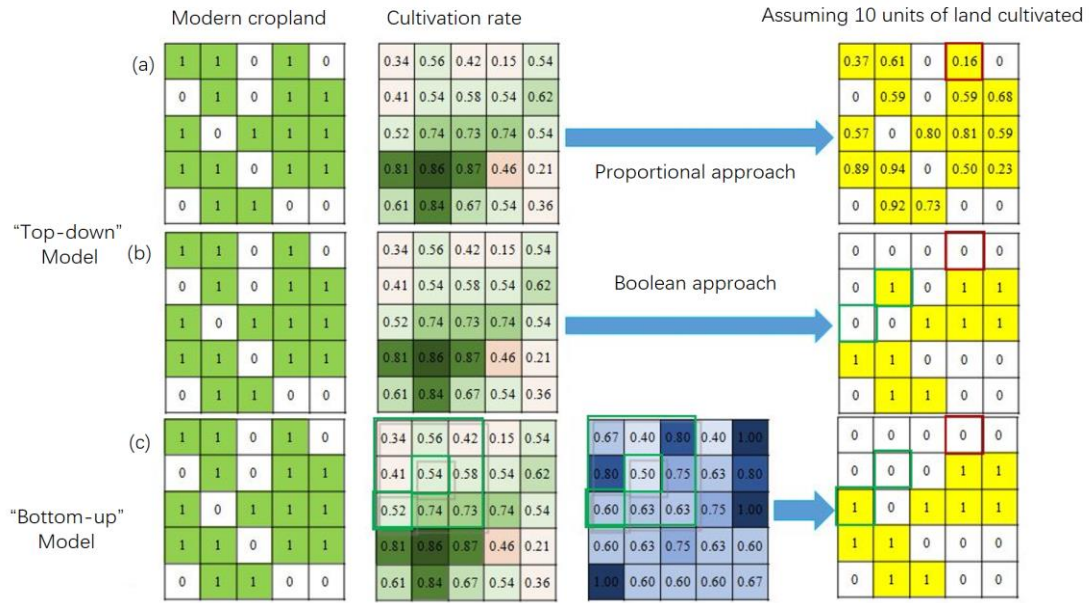 Modern cropland Cultivation rate Assuming 10 units of land cultivated
(a)
1 1 0 1 0 0.34 0.56 0.42 0.15 0.54 0.37 0.61 0 0.16 0
0 1 0 1 1 0.41 0.54 0.58 0.54 0.62 0 0.59 0 0.59 0.68
1 0 1 1 1 0.52 0.74 0.73 0.74 0.54 0.57 0 0.80 0.81 0.59
1 1 0 1 1 0.81 0.86 0.87 0.46 0.21 0.89 0.94 0 0.50 0.23
0 1 1 0 0 0.61 0.84 0.67 0.54 0.36 0 0.92 0.73 0 0
Proportional approach
“Top-down”
Model
(b)
1 1 0 1 0 0.34 0.56 0.42 0.15 0.54 0 0 0 0 0
0 1 0 1 1 0.41 0.54 0.58 0.54 0.62 0 1 0 1 1
1 0 1 1 1 0.52 0.74 0.73 0.74 0.54 0 0 1 1 1
1 1 0 1 1 0.81 0.86 0.87 0.46 0.21 1 1 0 0 0
0 1 1 0 0 0.61 0.84 0.67 0.54 0.36 0 1 1 0 0
Boolean approach
(c)
1 1 0 1 0 0.34 0.56 0.42 0.15 0.54 0.67 0.40 0.80 0.40 1.00 0 0 0 0 0
0 1 0 1 1 0.41 0.54 0.58 0.54 0.62 0.80 0.50 0.75 0.63 0.80 0 0 0 1 1
1 0 1 1 1 0.52 0.74 0.73 0.74 0.54 0.60 0.63 0.63 0.75 1.00 1 0 1 1 1
1 1 0 1 1 0.81 0.86 0.87 0.46 0.21 0.60 0.63 0.75 0.63 0.60 1 1 0 0 0
0 1 1 0 0 0.61 0.84 0.67 0.54 0.36 1.00 0.60 0.60 0.60 0.67 0 1 1 0 0
“Bottom-up”
Model